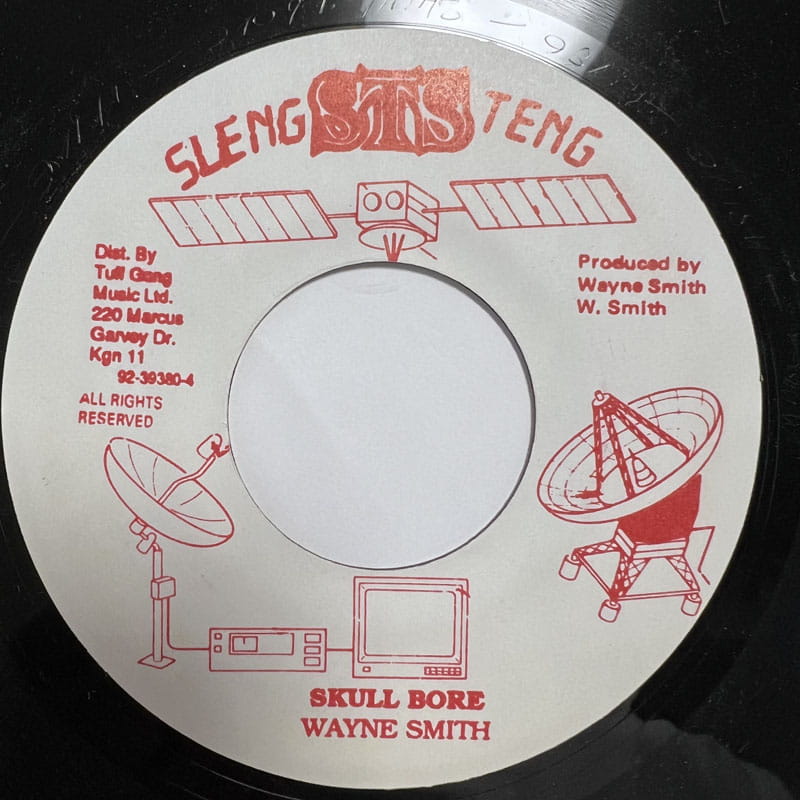 SLENG STS TENG
Dist. By
Tuff Gong
Music Ltd.
220 Marcus
Garvey Dr.
Kgn 11
92-39380-4
ALL RIGHTS
RESERVED
Produced by
Wayne Smith
W. Smith
SKULL BORE
WAYNE SMITH